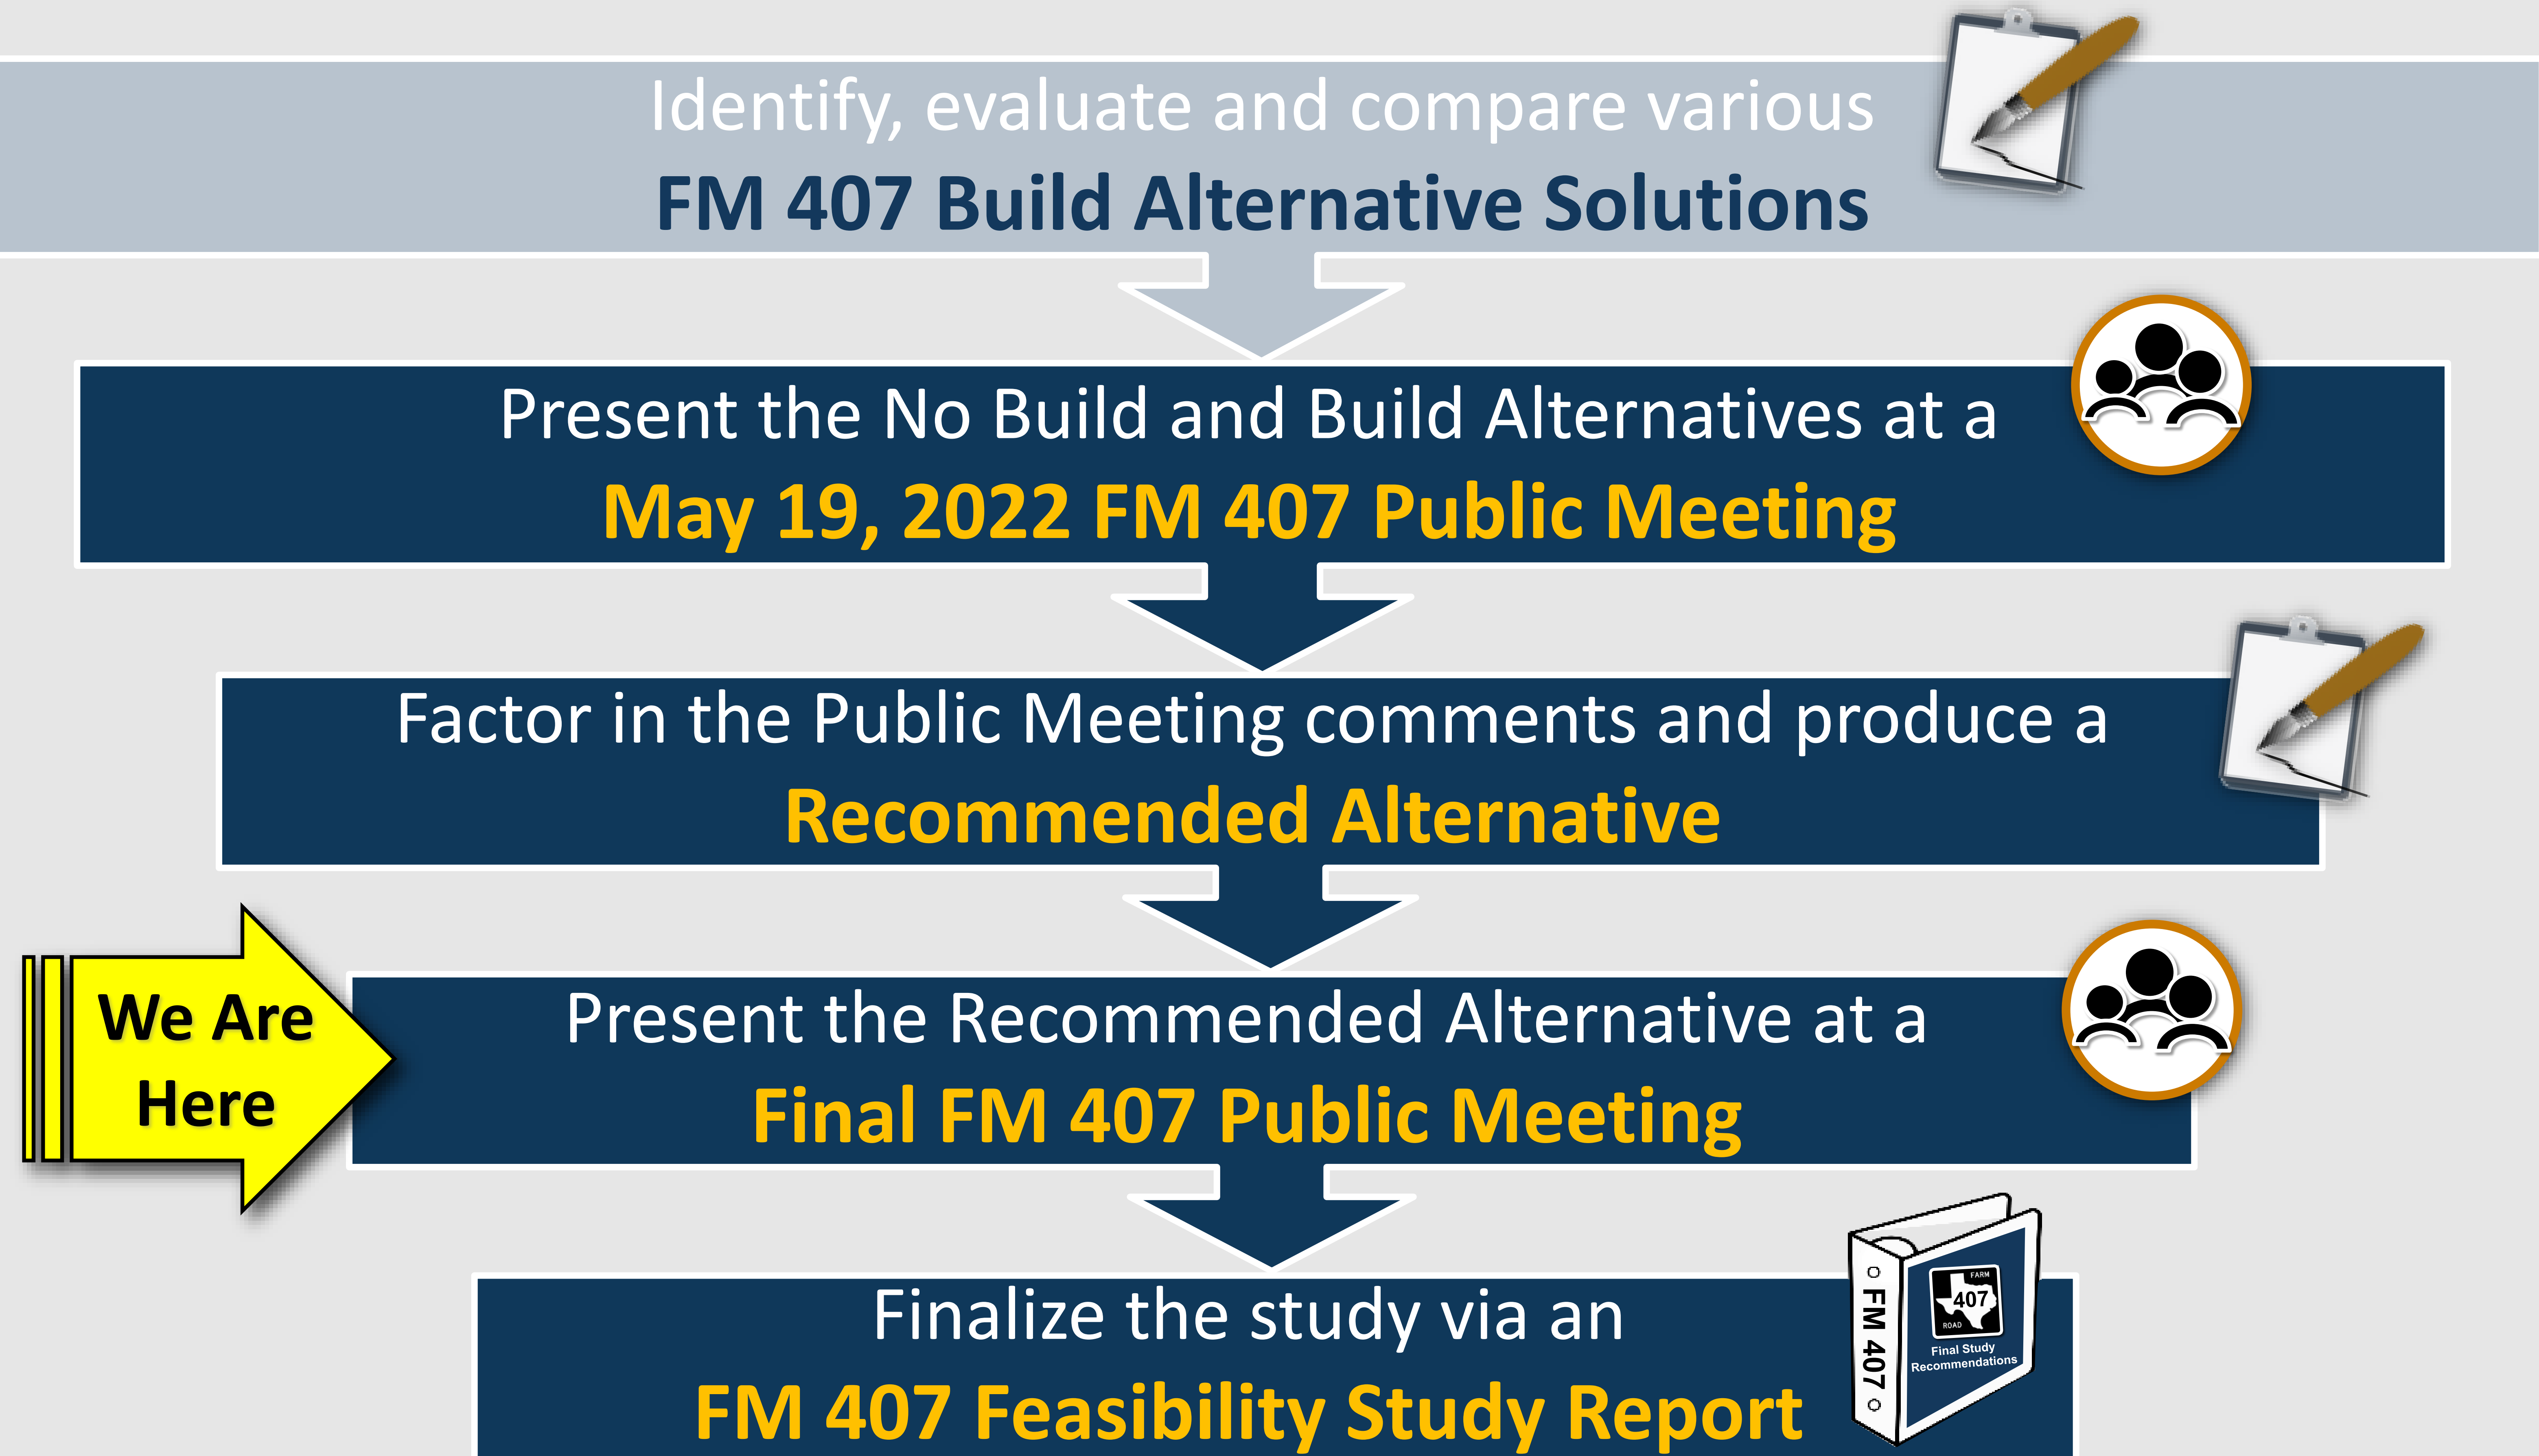 Identify, evaluate and compare various
FM 407 Build Alternative Solutions
Present the No Build and Build Alternatives at a
May 19, 2022 FM 407 Public Meeting
Factor in the Public Meeting comments and produce a
Recommended Alternative
We Are
Here
Present the Recommended Alternative at a
Final FM 407 Public Meeting
Finalize the study via an
FM 407 Feasibility Study Report
FM 407
FARM
407
ROAD
Final Study
Recommendations